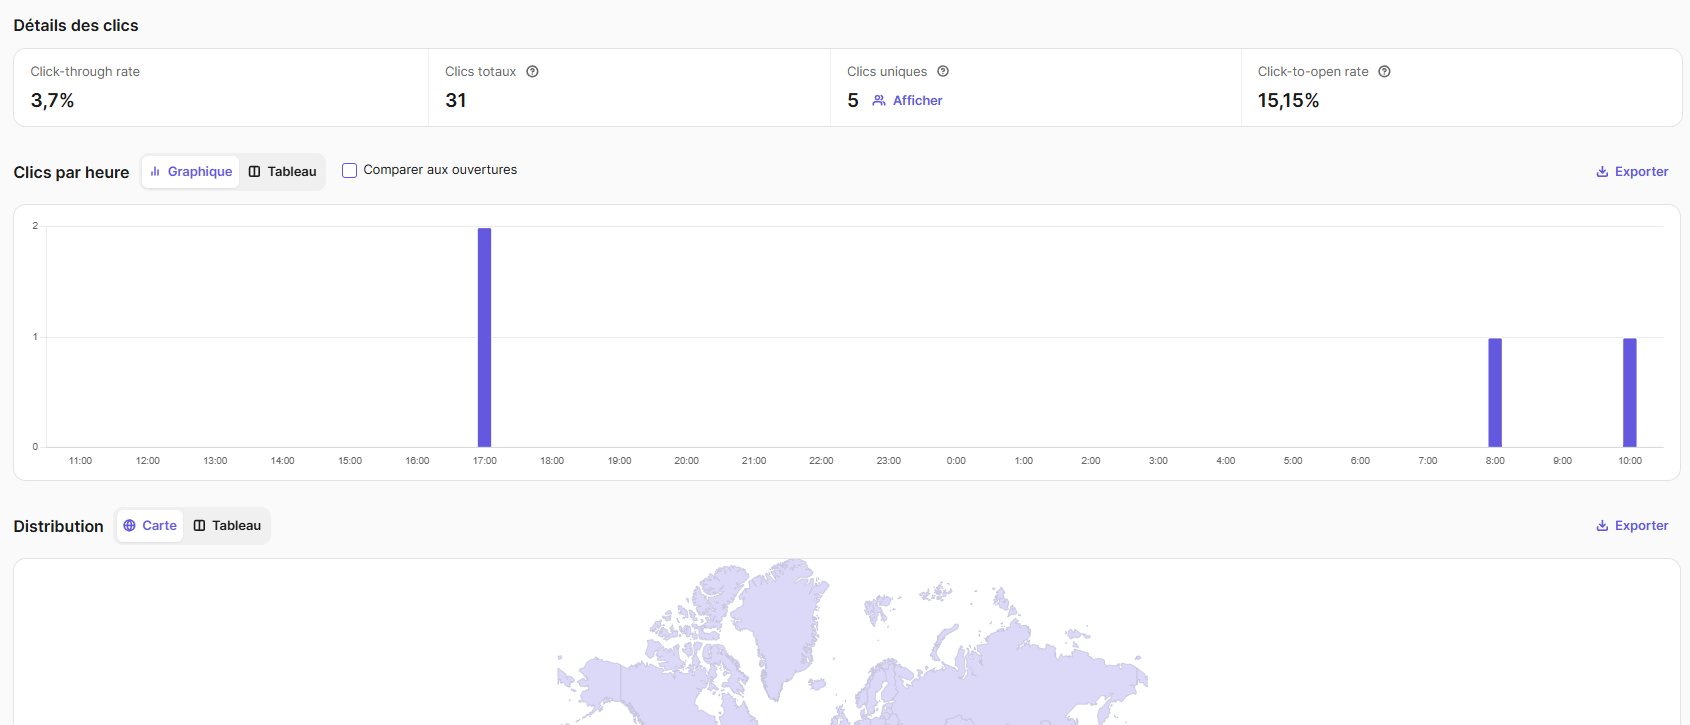 Détails des clics
Click-through rate
3,7%
Clics totaux
31
Clics uniques
5 Afficher
Click-to-open rate
15,15%
Clics par heure Graphique Tableau Comparer aux ouvertures Exporter
2
1
0
11:00 12:00 13:00 14:00 15:00 16:00 17:00 18:00 19:00 20:00 21:00 22:00 23:00 0:00 1:00 2:00 3:00 4:00 5:00 6:00 7:00 8:00 9:00 10:00
Distribution Carte Tableau Exporter